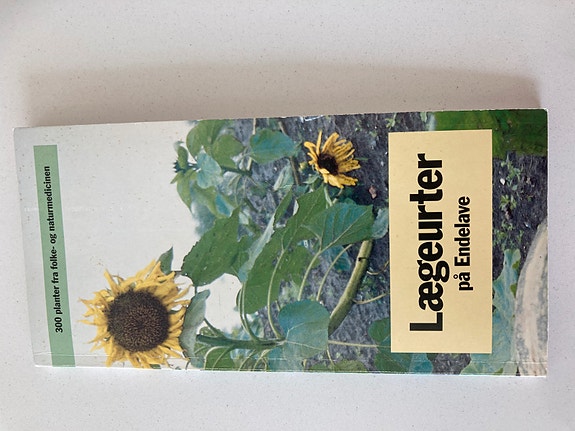 Lægeurter
på Endelave
300 planter fra folke- og naturmedicinen